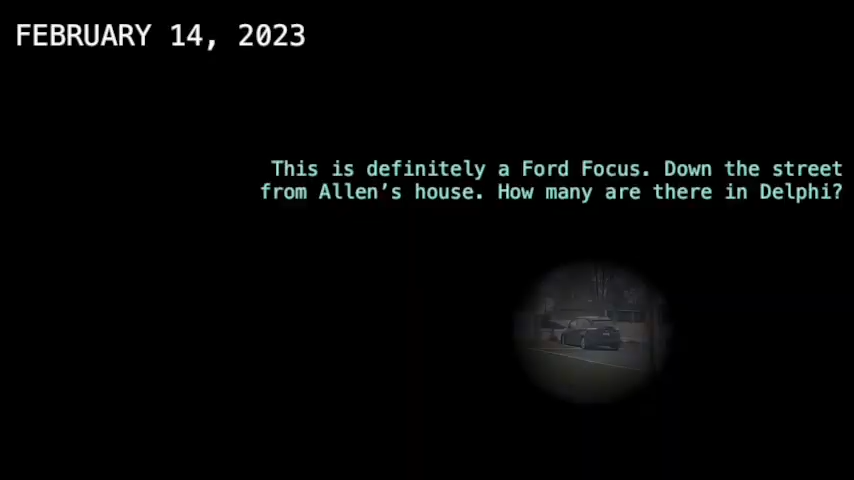 FEBRUARY 14, 2023
This is definitely a Ford Focus. Down the street
from Allen’s house. How many are there in Delphi?